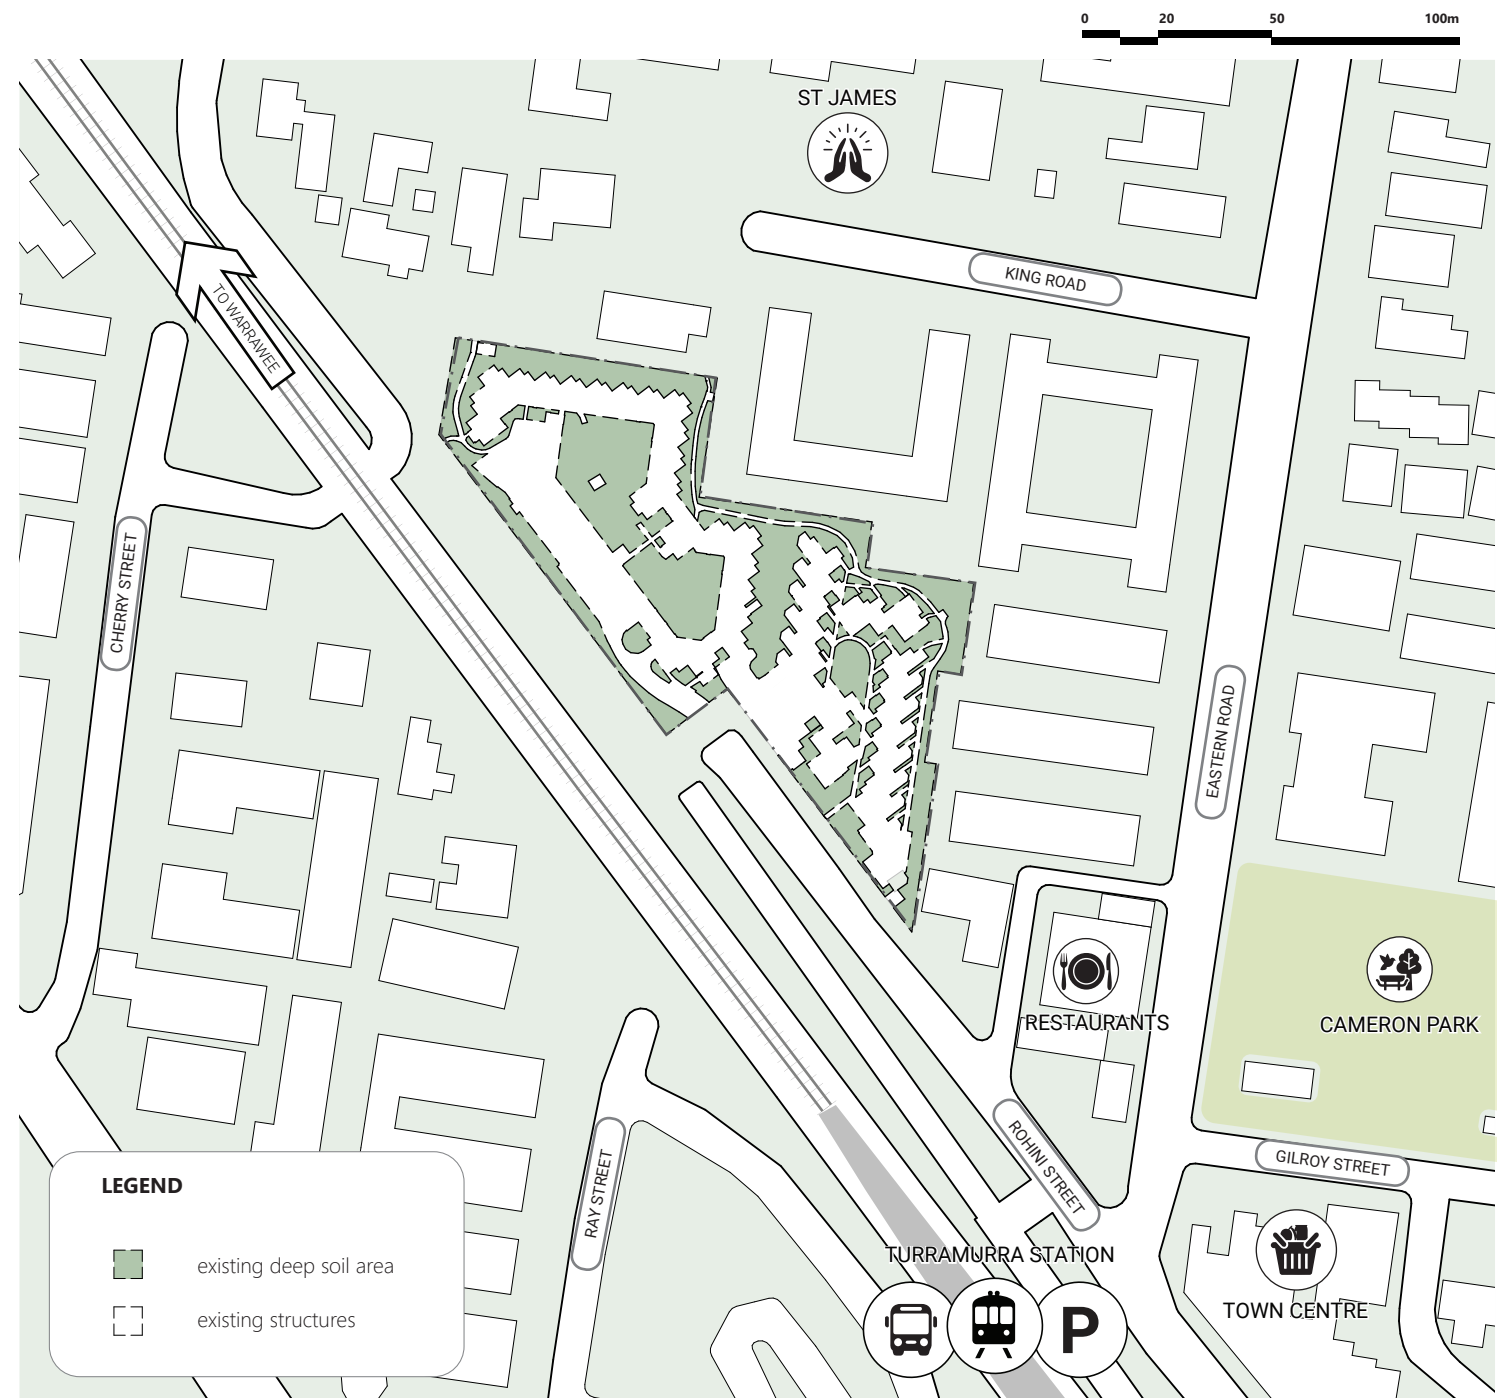 0 20 50 100m
ST JAMES
KING ROAD
TO WARRAWEE
CHERRY STREET
EASTERN ROAD
RESTAURANTS
CAMERON PARK
ROHINI STREET
GILROY STREET
RAY STREET
LEGEND
existing deep soil area
existing structures
TURRAMURRA STATION
P
TOWN CENTRE